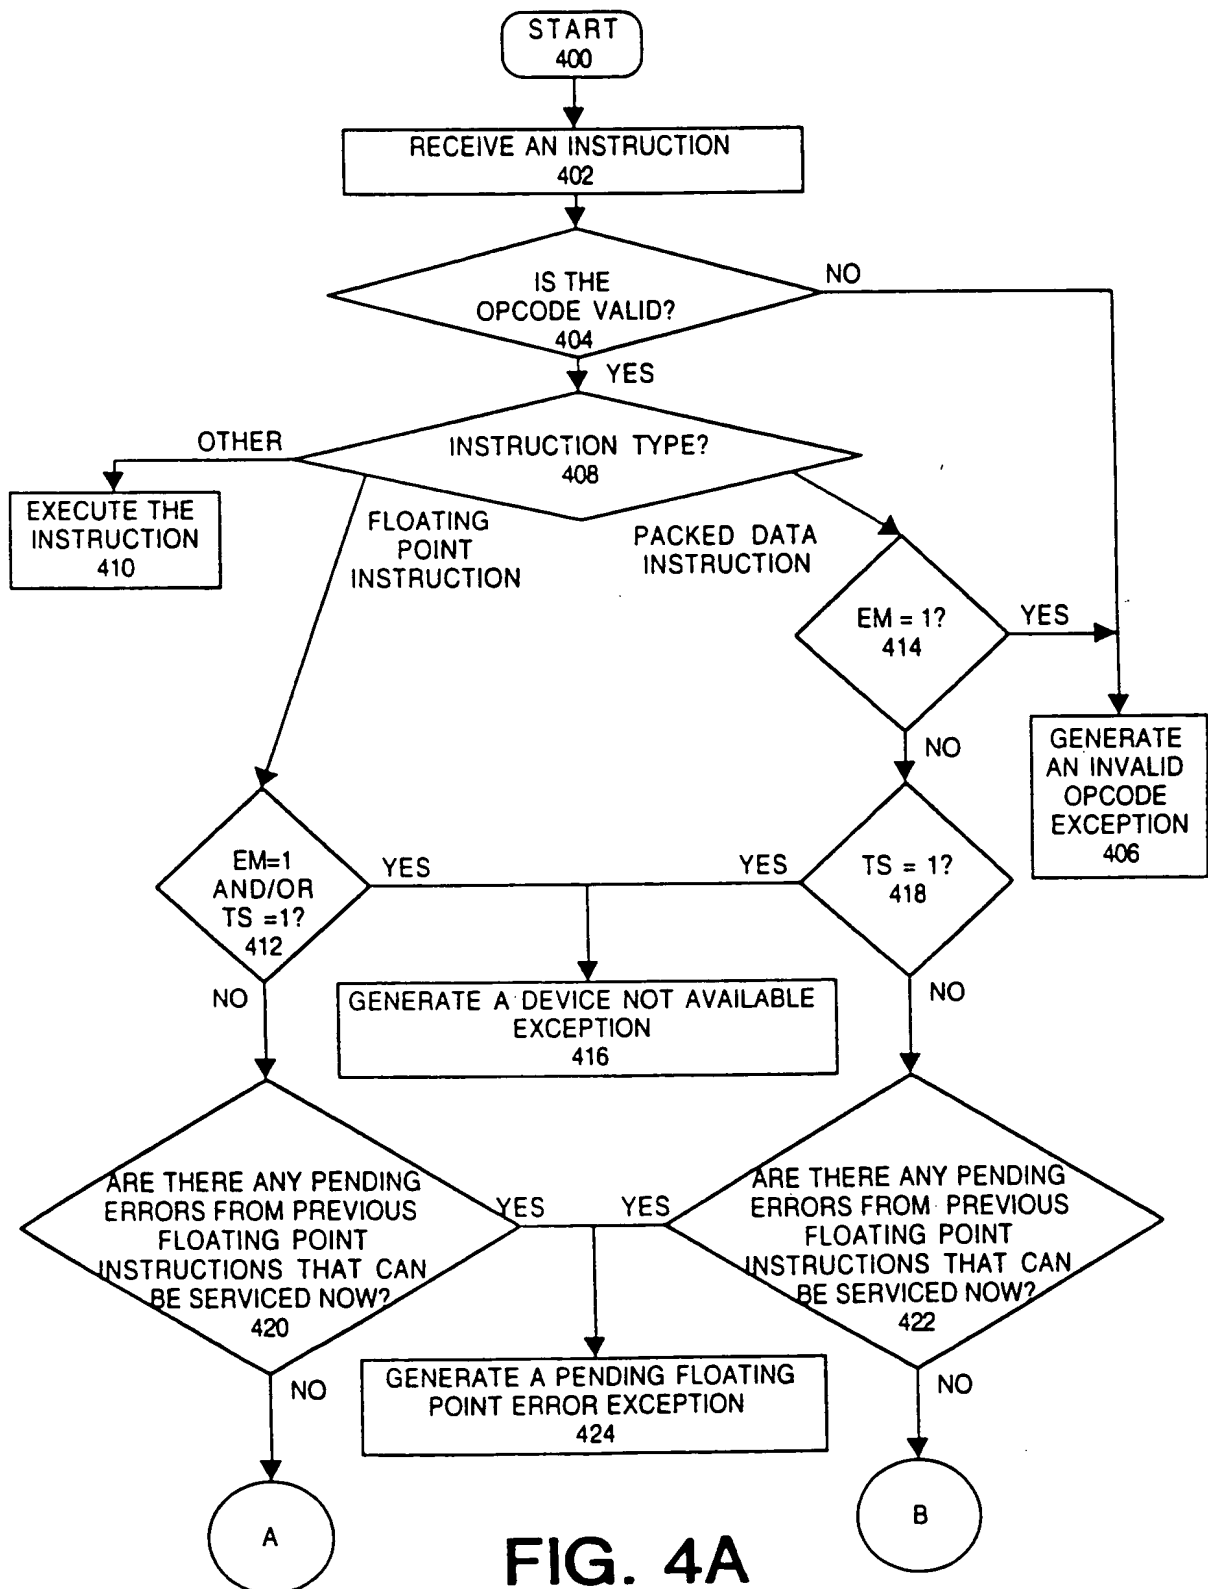 START
400
RECEIVE AN INSTRUCTION
402
IS THE
OPCODE VALID?
404
NO
YES
INSTRUCTION TYPE?
408
OTHER
EXECUTE THE
INSTRUCTION
410
FLOATING
POINT
INSTRUCTION
PACKED DATA
INSTRUCTION
EM = 1?
414
YES
NO
GENERATE
AN INVALID
OPCODE
EXCEPTION
406
EM=1
AND/OR
TS =1?
412
YES
YES
TS = 1?
418
NO
GENERATE A DEVICE NOT AVAILABLE
EXCEPTION
416
NO
ARE THERE ANY PENDING
ERRORS FROM PREVIOUS
FLOATING POINT
INSTRUCTIONS THAT CAN
BE SERVICED NOW?
420
YES
YES
ARE THERE ANY PENDING
ERRORS FROM PREVIOUS
FLOATING POINT
INSTRUCTIONS THAT CAN
BE SERVICED NOW?
422
NO
GENERATE A PENDING FLOATING
POINT ERROR EXCEPTION
424
NO
A
B
FIG. 4A